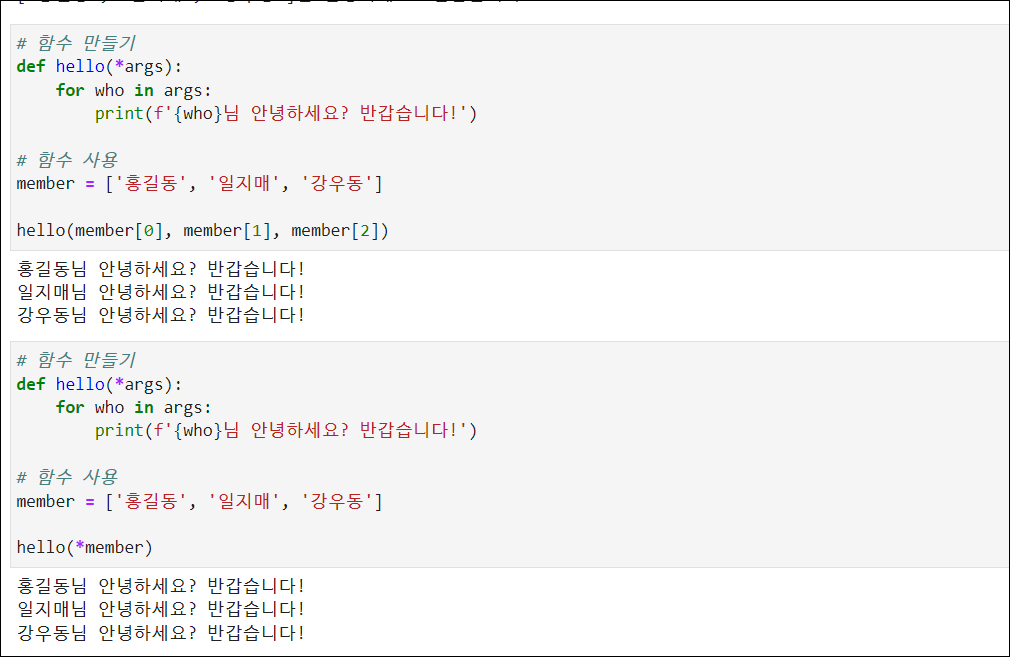 # 함수 만들기
def hello(*args):
    for who in args:
        print(f'{who}님 안녕하세요? 반갑습니다!')
# 함수 사용
member = ['홍길동', '일지매', '강우동']
hello(member[0], member[1], member[2])
홍길동님 안녕하세요? 반갑습니다!
일지매님 안녕하세요? 반갑습니다!
강우동님 안녕하세요? 반갑습니다!
# 함수 만들기
def hello(*args):
    for who in args:
        print(f'{who}님 안녕하세요? 반갑습니다!')
# 함수 사용
member = ['홍길동', '일지매', '강우동']
hello(*member)
홍길동님 안녕하세요? 반갑습니다!
일지매님 안녕하세요? 반갑습니다!
강우동님 안녕하세요? 반갑습니다!